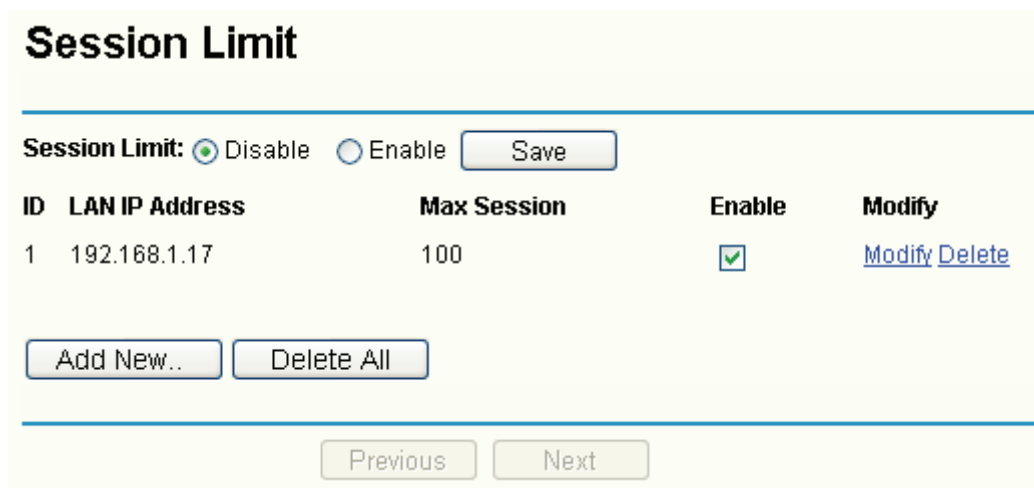 Session Limit
Session Limit: Disable Enable Save
ID LAN IP Address Max Session Enable Modify
1 192.168.1.17 100 Modify Delete
Add New.. Delete All
Previous Next